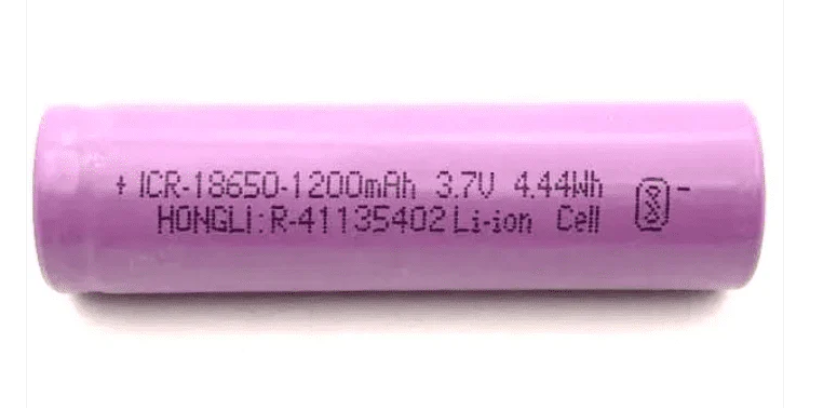 + ICR-18650-1200mAh 3.7V 4.44Wh -
HONGLI:R-41135402 Li-ion Cell